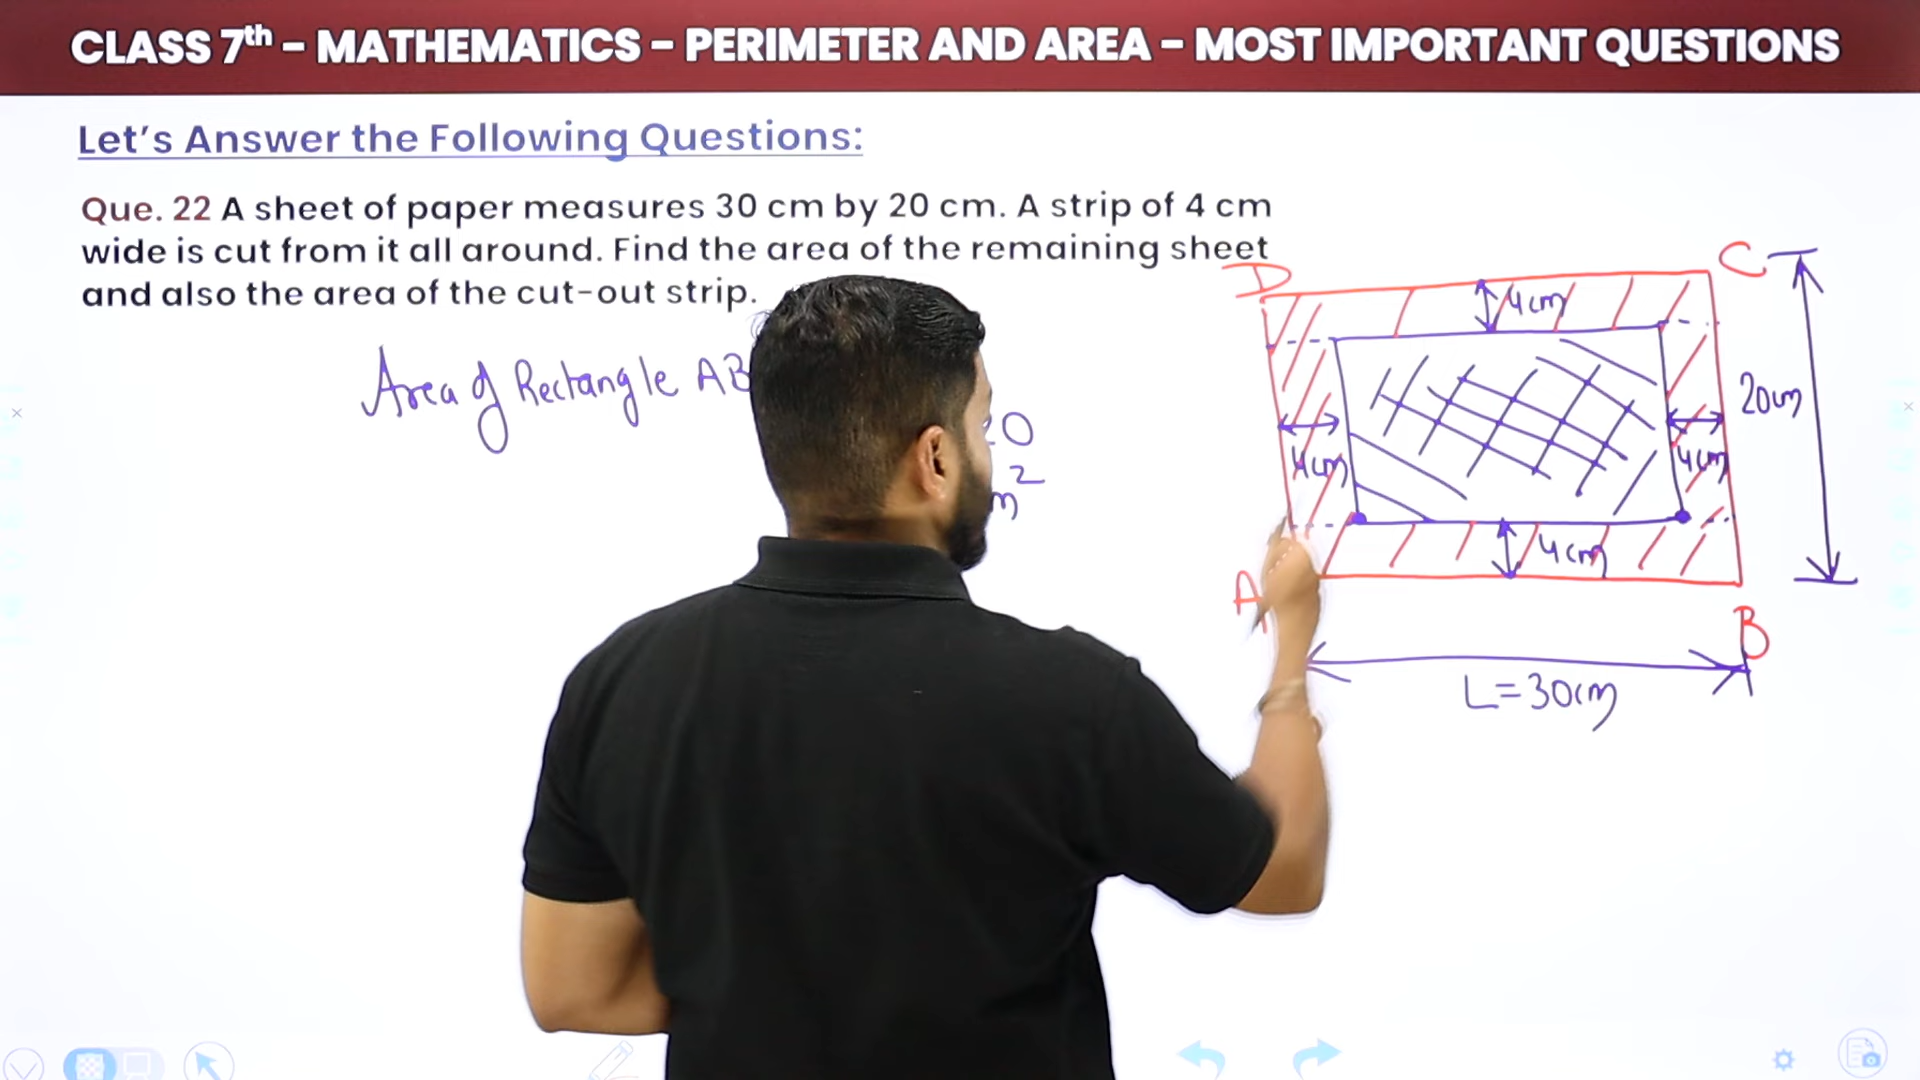 CLASS 7th – MATHEMATICS – PERIMETER AND AREA – MOST IMPORTANT QUESTIONS
Let's Answer the Following Questions:
Que. 22 A sheet of paper measures 30 cm by 20 cm. A strip of 4 cm
wide is cut from it all around. Find the area of the remaining sheet
and also the area of the cut-out strip.
Area of Rectangle AB
D
C
4cm
20cm
4cm
4cm
4cm
A
B
L=30cm